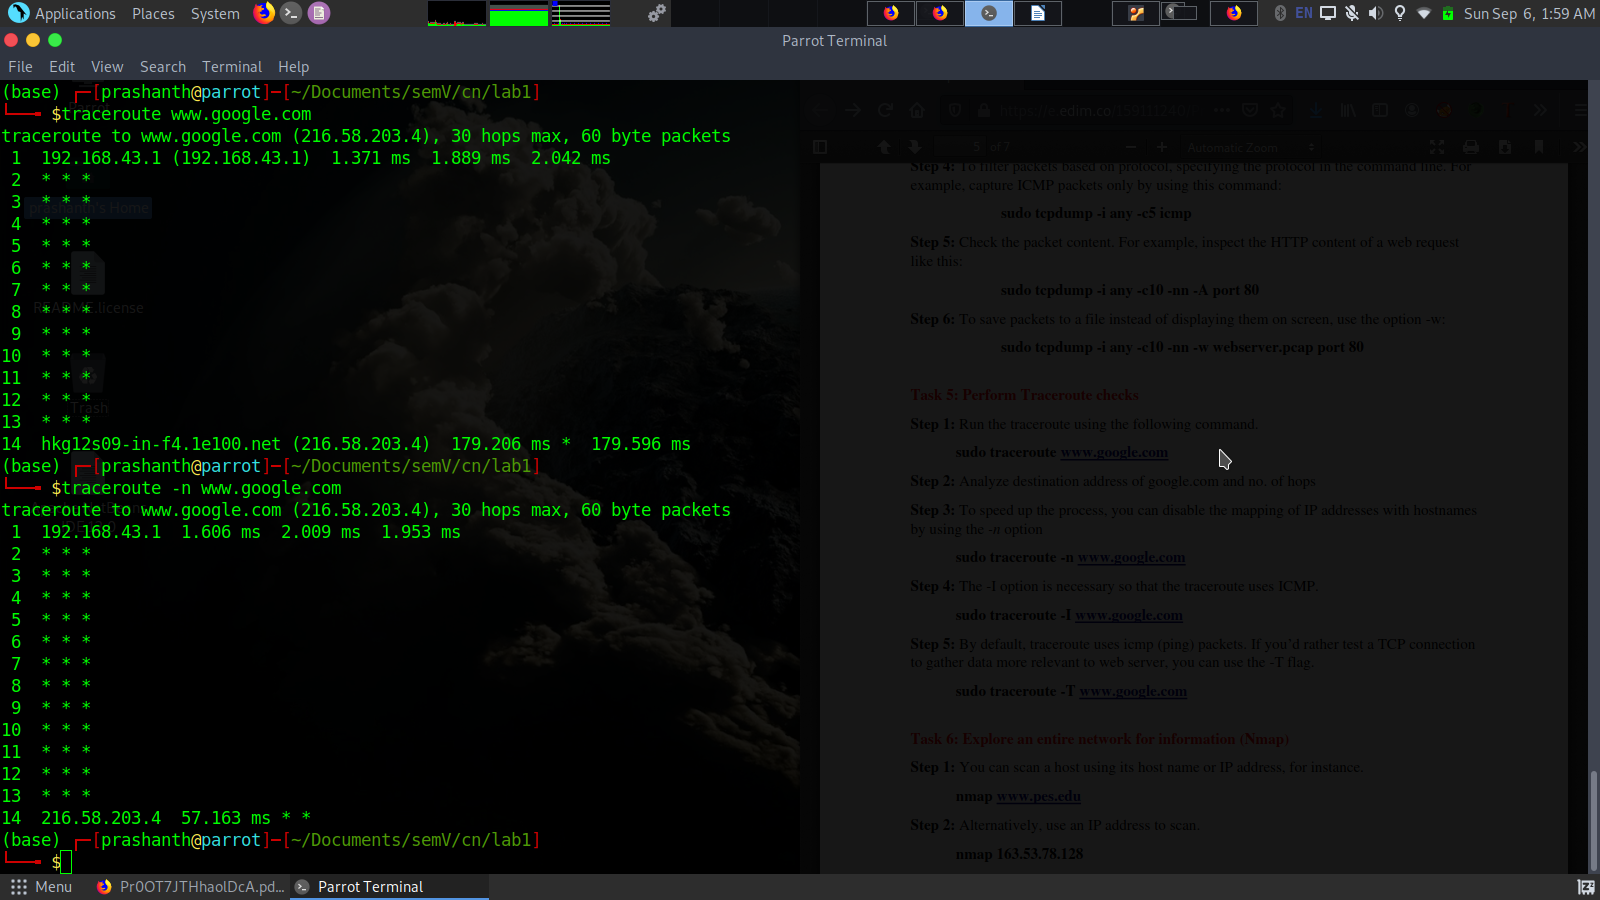 Applications Places System
EN Sun Sep 6, 1:59 AM
Parrot Terminal
File Edit View Search Terminal Help
(base) ┌─[prashanth@parrot]─[~/Documents/semV/cn/lab1]
└──╼ $traceroute www.google.com
traceroute to www.google.com (216.58.203.4), 30 hops max, 60 byte packets
1 192.168.43.1 (192.168.43.1) 1.371 ms 1.889 ms 2.042 ms
2 * * *
3 * * *
4 * * *
5 * * *
6 * * *
7 * * *
8 * * *
9 * * *
10 * * *
11 * * *
12 * * *
13 * * *
14 hkg12s09-in-f4.1e100.net (216.58.203.4) 179.206 ms * 179.596 ms
(base) ┌─[prashanth@parrot]─[~/Documents/semV/cn/lab1]
└──╼ $traceroute -n www.google.com
traceroute to www.google.com (216.58.203.4), 30 hops max, 60 byte packets
1 192.168.43.1 1.606 ms 2.009 ms 1.953 ms
2 * * *
3 * * *
4 * * *
5 * * *
6 * * *
7 * * *
8 * * *
9 * * *
10 * * *
11 * * *
12 * * *
13 * * *
14 216.58.203.4 57.163 ms * *
(base) ┌─[prashanth@parrot]─[~/Documents/semV/cn/lab1]
└──╼ $
prashanth's Home
Trash
5 of 7
Automatic Zoom
Step 4: To filter packets based on protocol, specifying the protocol in the command line. For
example, capture ICMP packets only by using this command:
sudo tcpdump -i any -c5 icmp
Step 5: Check the packet content. For example, inspect the HTTP content of a web request
like this:
sudo tcpdump -i any -c10 -nn -A port 80
Step 6: To save packets to a file instead of displaying them on screen, use the option -w:
sudo tcpdump -i any -c10 -nn -w webserver.pcap port 80
Task 5: Perform Traceroute checks
Step 1: Run the traceroute using the following command.
sudo traceroute www.google.com
Step 2: Analyze destination address of google.com and no. of hops
Step 3: To speed up the process, you can disable the mapping of IP addresses with hostnames
by using the -n option
sudo traceroute -n www.google.com
Step 4: The -I option is necessary so that the traceroute uses ICMP.
sudo traceroute -I www.google.com
Step 5: By default, traceroute uses icmp (ping) packets. If you'd rather test a TCP connection
to gather data more relevant to web server, you can use the -T flag.
sudo traceroute -T www.google.com
Task 6: Explore an entire network for information (Nmap)
Step 1: You can scan a host using its host name or IP address, for instance.
nmap www.pes.edu
Step 2: Alternatively, use an IP address to scan.
nmap 163.53.78.128
Menu Pr0OT7JTHhaolDcA.pd... Parrot Terminal